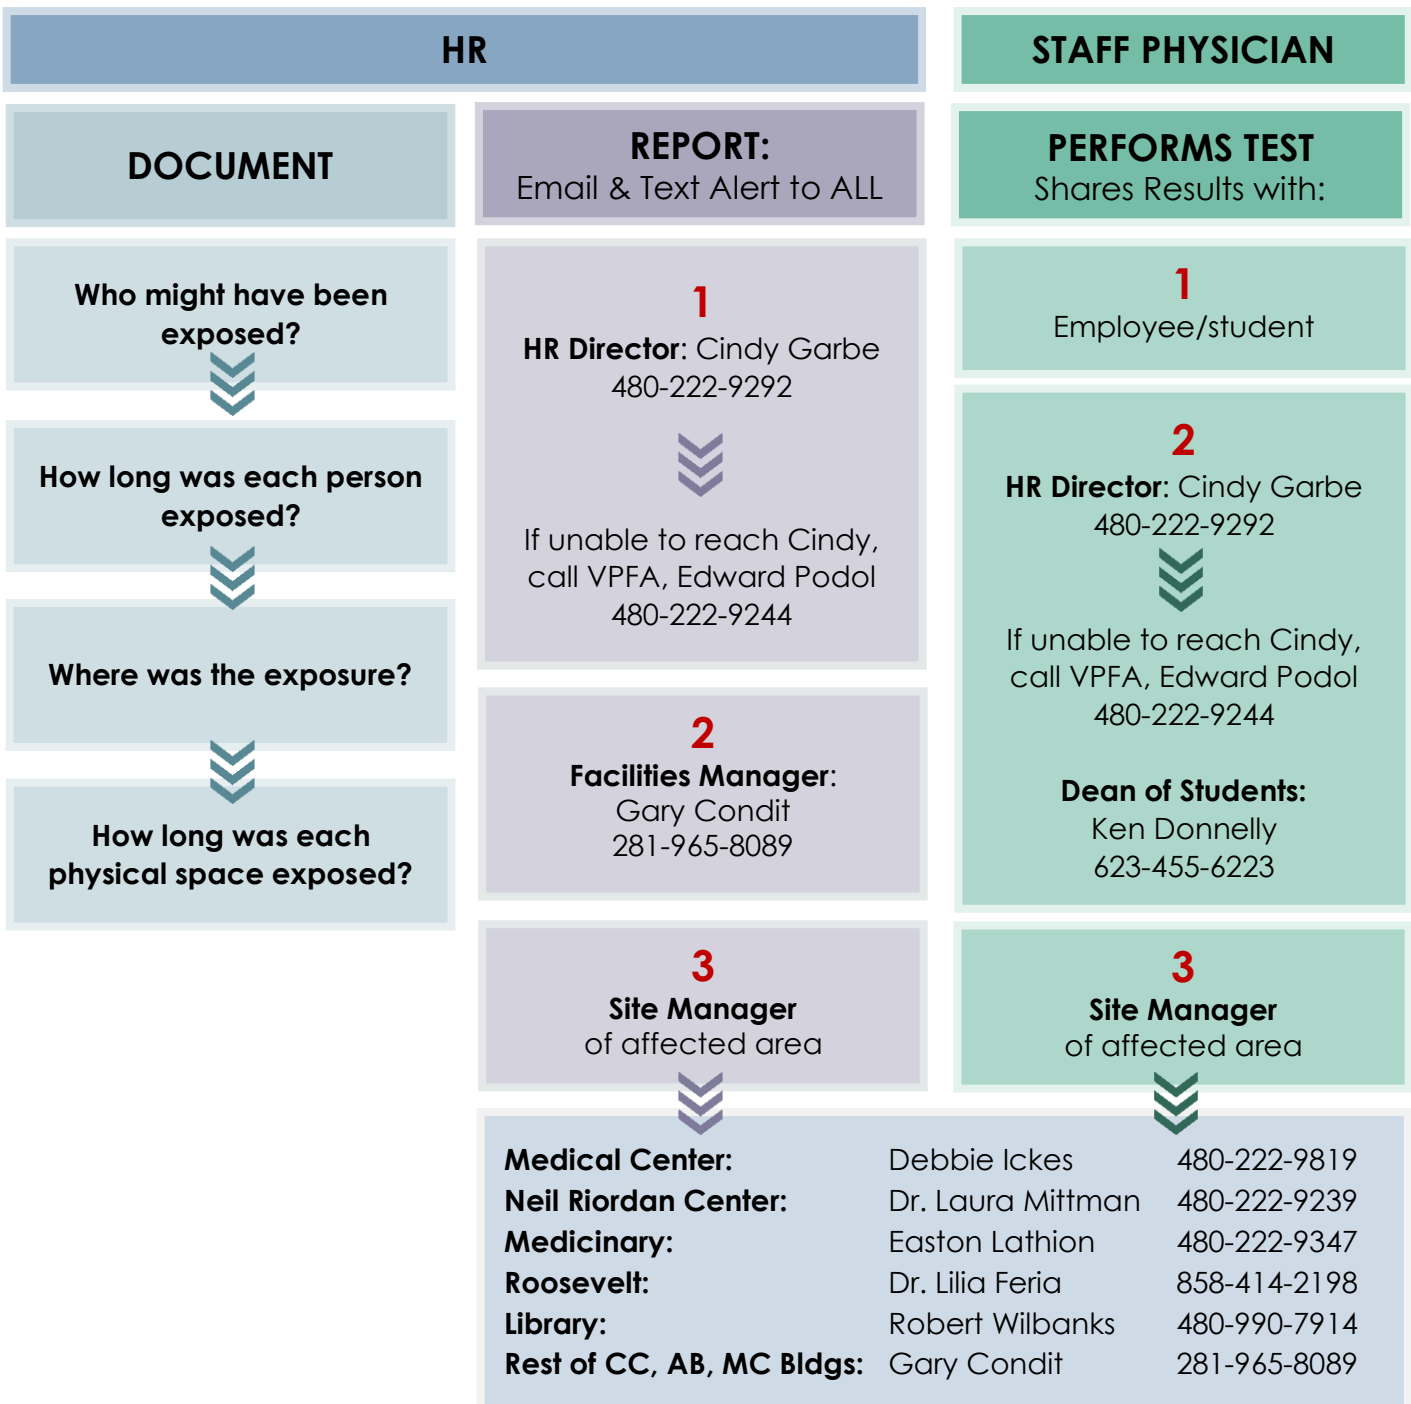 HR
DOCUMENT
Who might have been
exposed?
How long was each person
exposed?
Where was the exposure?
How long was each
physical space exposed?
REPORT:
Email & Text Alert to ALL
1
HR Director: Cindy Garbe
480-222-9292
If unable to reach Cindy,
call VPFA, Edward Podol
480-222-9244
2
Facilities Manager:
Gary Condit
281-965-8089
3
Site Manager
of affected area
STAFF PHYSICIAN
PERFORMS TEST
Shares Results with:
1
Employee/student
2
HR Director: Cindy Garbe
480-222-9292
If unable to reach Cindy,
call VPFA, Edward Podol
480-222-9244
Dean of Students:
Ken Donnelly
623-455-6223
3
Site Manager
of affected area
Medical Center: Debbie Ickes 480-222-9819
Neil Riordan Center: Dr. Laura Mittman 480-222-9239
Medicinary: Easton Lathion 480-222-9347
Roosevelt: Dr. Lilia Feria 858-414-2198
Library: Robert Wilbanks 480-990-7914
Rest of CC, AB, MC Bldgs: Gary Condit 281-965-8089